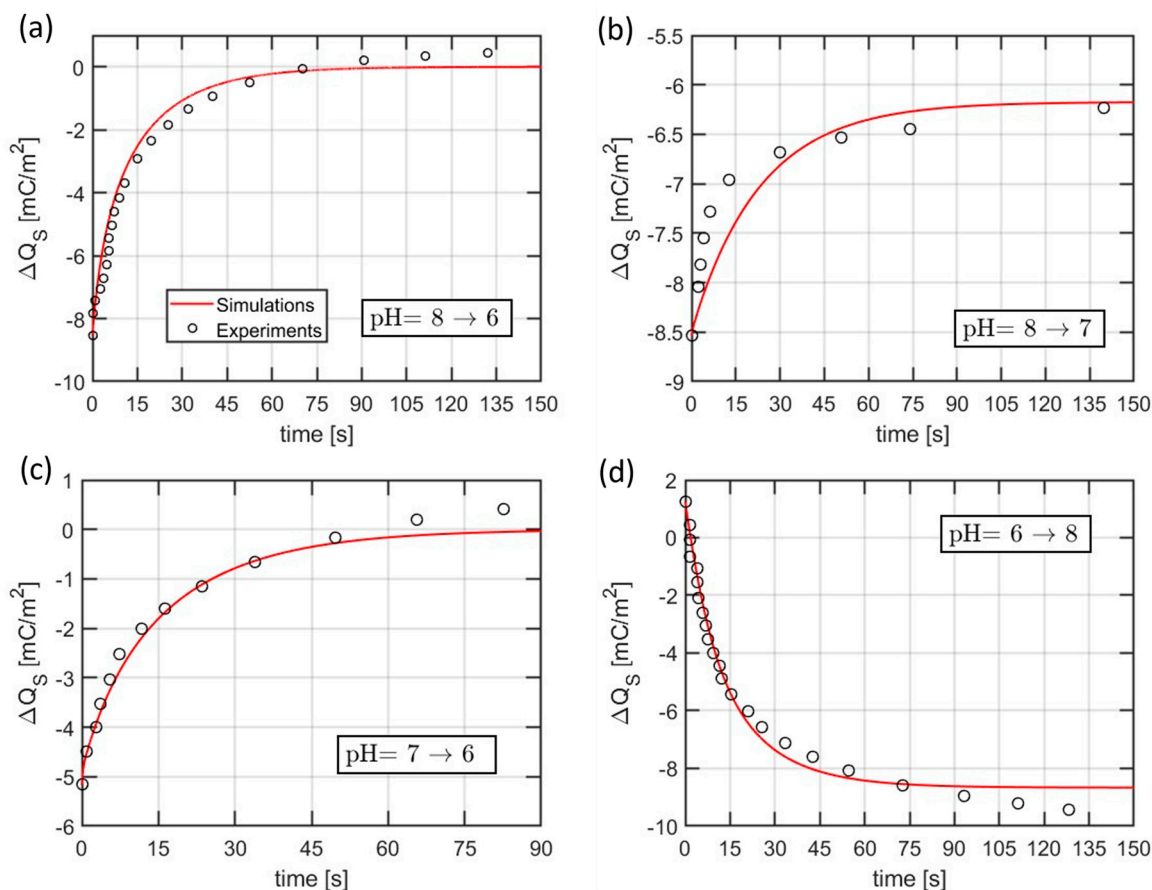 (a)
0
-2
-4
-6
-8
-10
ΔQ_S [mC/m²]
Simulations
Experiments
pH= 8 → 6
0 15 30 45 60 75 90 105 120 135 150
time [s]
(b)
-5.5
-6
-6.5
-7
-7.5
-8
-8.5
-9
ΔQ_S [mC/m²]
pH= 8 → 7
0 15 30 45 60 75 90 105 120 135 150
time [s]
(c)
1
0
-1
-2
-3
-4
-5
-6
ΔQ_S [mC/m²]
pH= 7 → 6
0 15 30 45 60 75 90
time [s]
(d)
2
0
-2
-4
-6
-8
-10
ΔQ_S [mC/m²]
pH= 6 → 8
0 15 30 45 60 75 90 105 120 135 150
time [s]